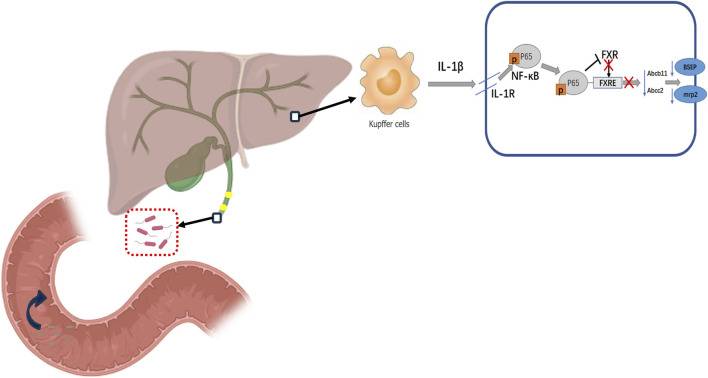 Kupffer cells
IL-1β
IL-1R
P65
p
NF-κB
P65
p
FXR
FXRE
Abcb11
Abcc2
BSEP
mrp2